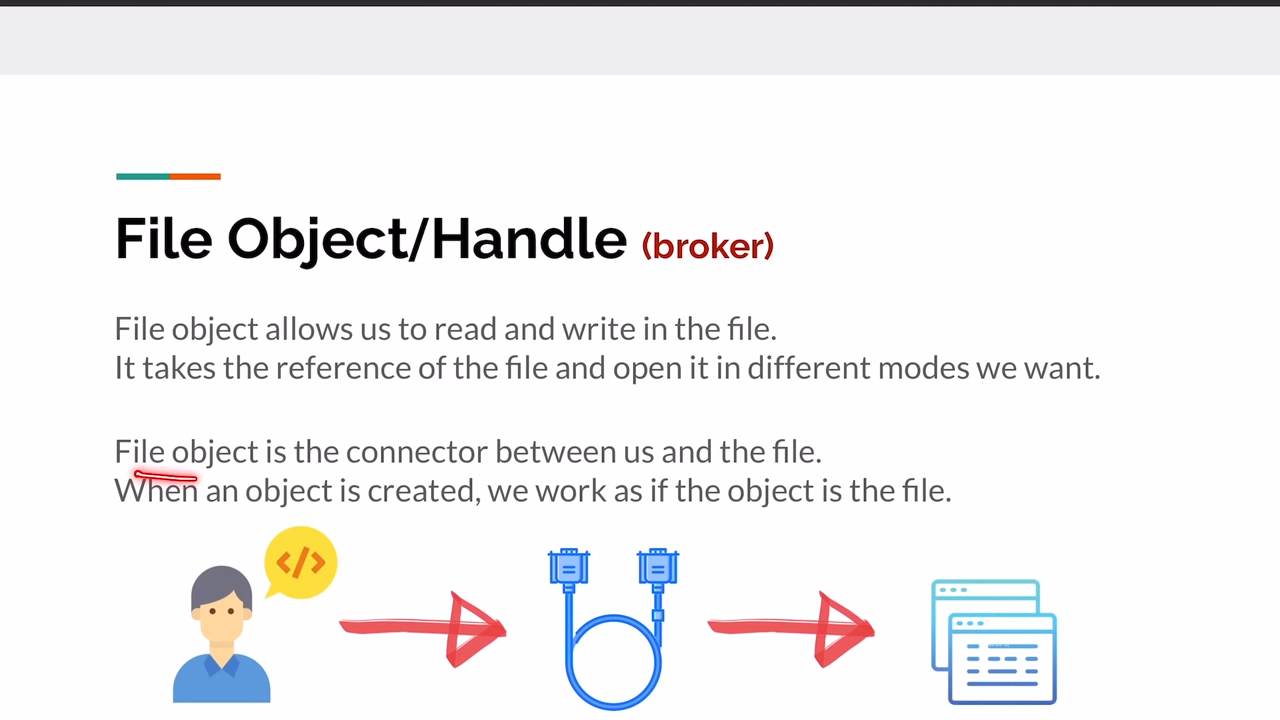 File Object/Handle (broker)
File object allows us to read and write in the file.
It takes the reference of the file and open it in different modes we want.
File object is the connector between us and the file.
When an object is created, we work as if the object is the file.
</>